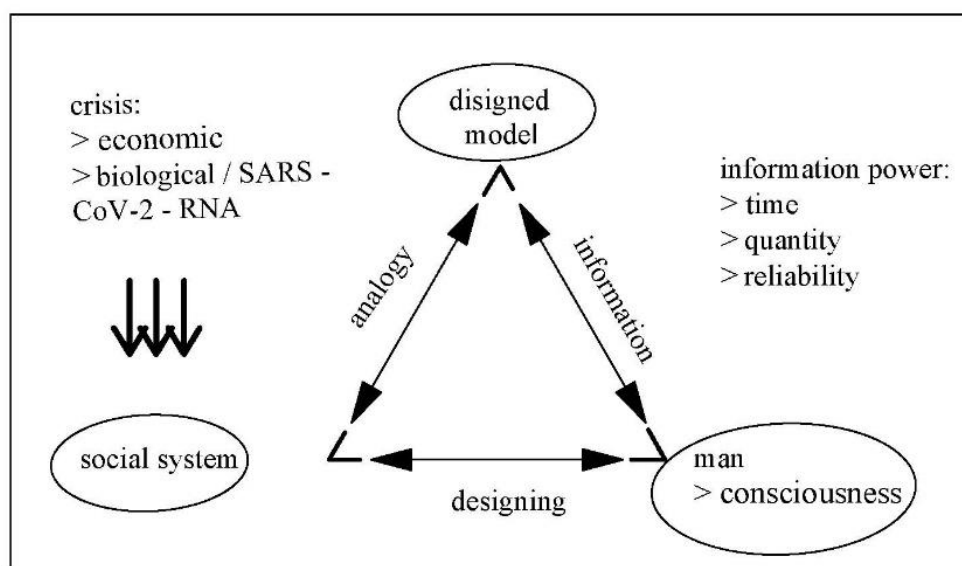 crisis:
> economic
> biological / SARS -
CoV-2 - RNA
disigned
model
information power:
> time
> quantity
> reliability
analogy
information
social system
designing
man
> consciousness